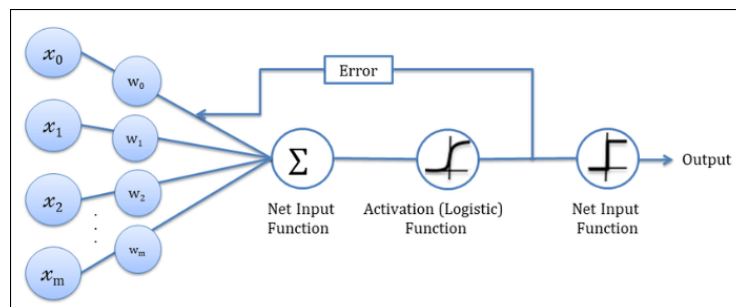 x₀
w₀
Error
x₁
w₁
Σ
Output
x₂
w₂
Net Input
Function
Activation (Logistic)
Function
Net Input
Function
xₘ
wₘ